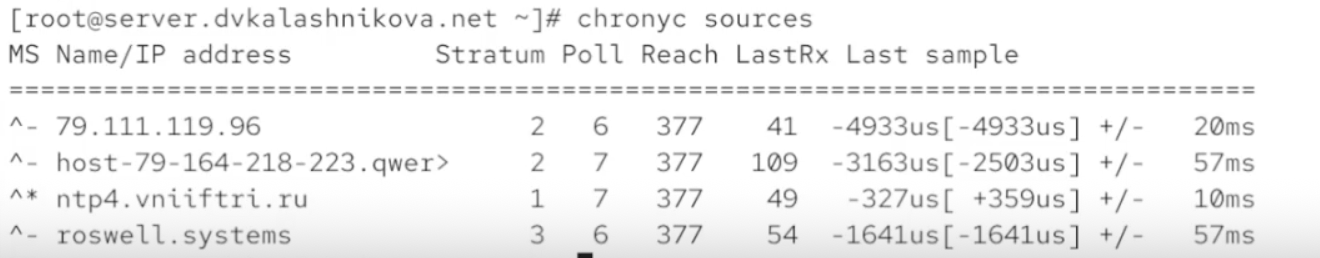 [root@server.dvkalashnikova.net ~]# chronyc sources
MS Name/IP address         Stratum Poll Reach LastRx Last sample
===============================================================================
^- 79.111.119.96                 2   6   377    41  -4933us[-4933us] +/-   20ms
^- host-79-164-218-223.qwer>     2   7   377   109  -3163us[-2503us] +/-   57ms
^* ntp4.vniiftri.ru              1   7   377    49   -327us[ +359us] +/-   10ms
^- roswell.systems               3   6   377    54  -1641us[-1641us] +/-   57ms